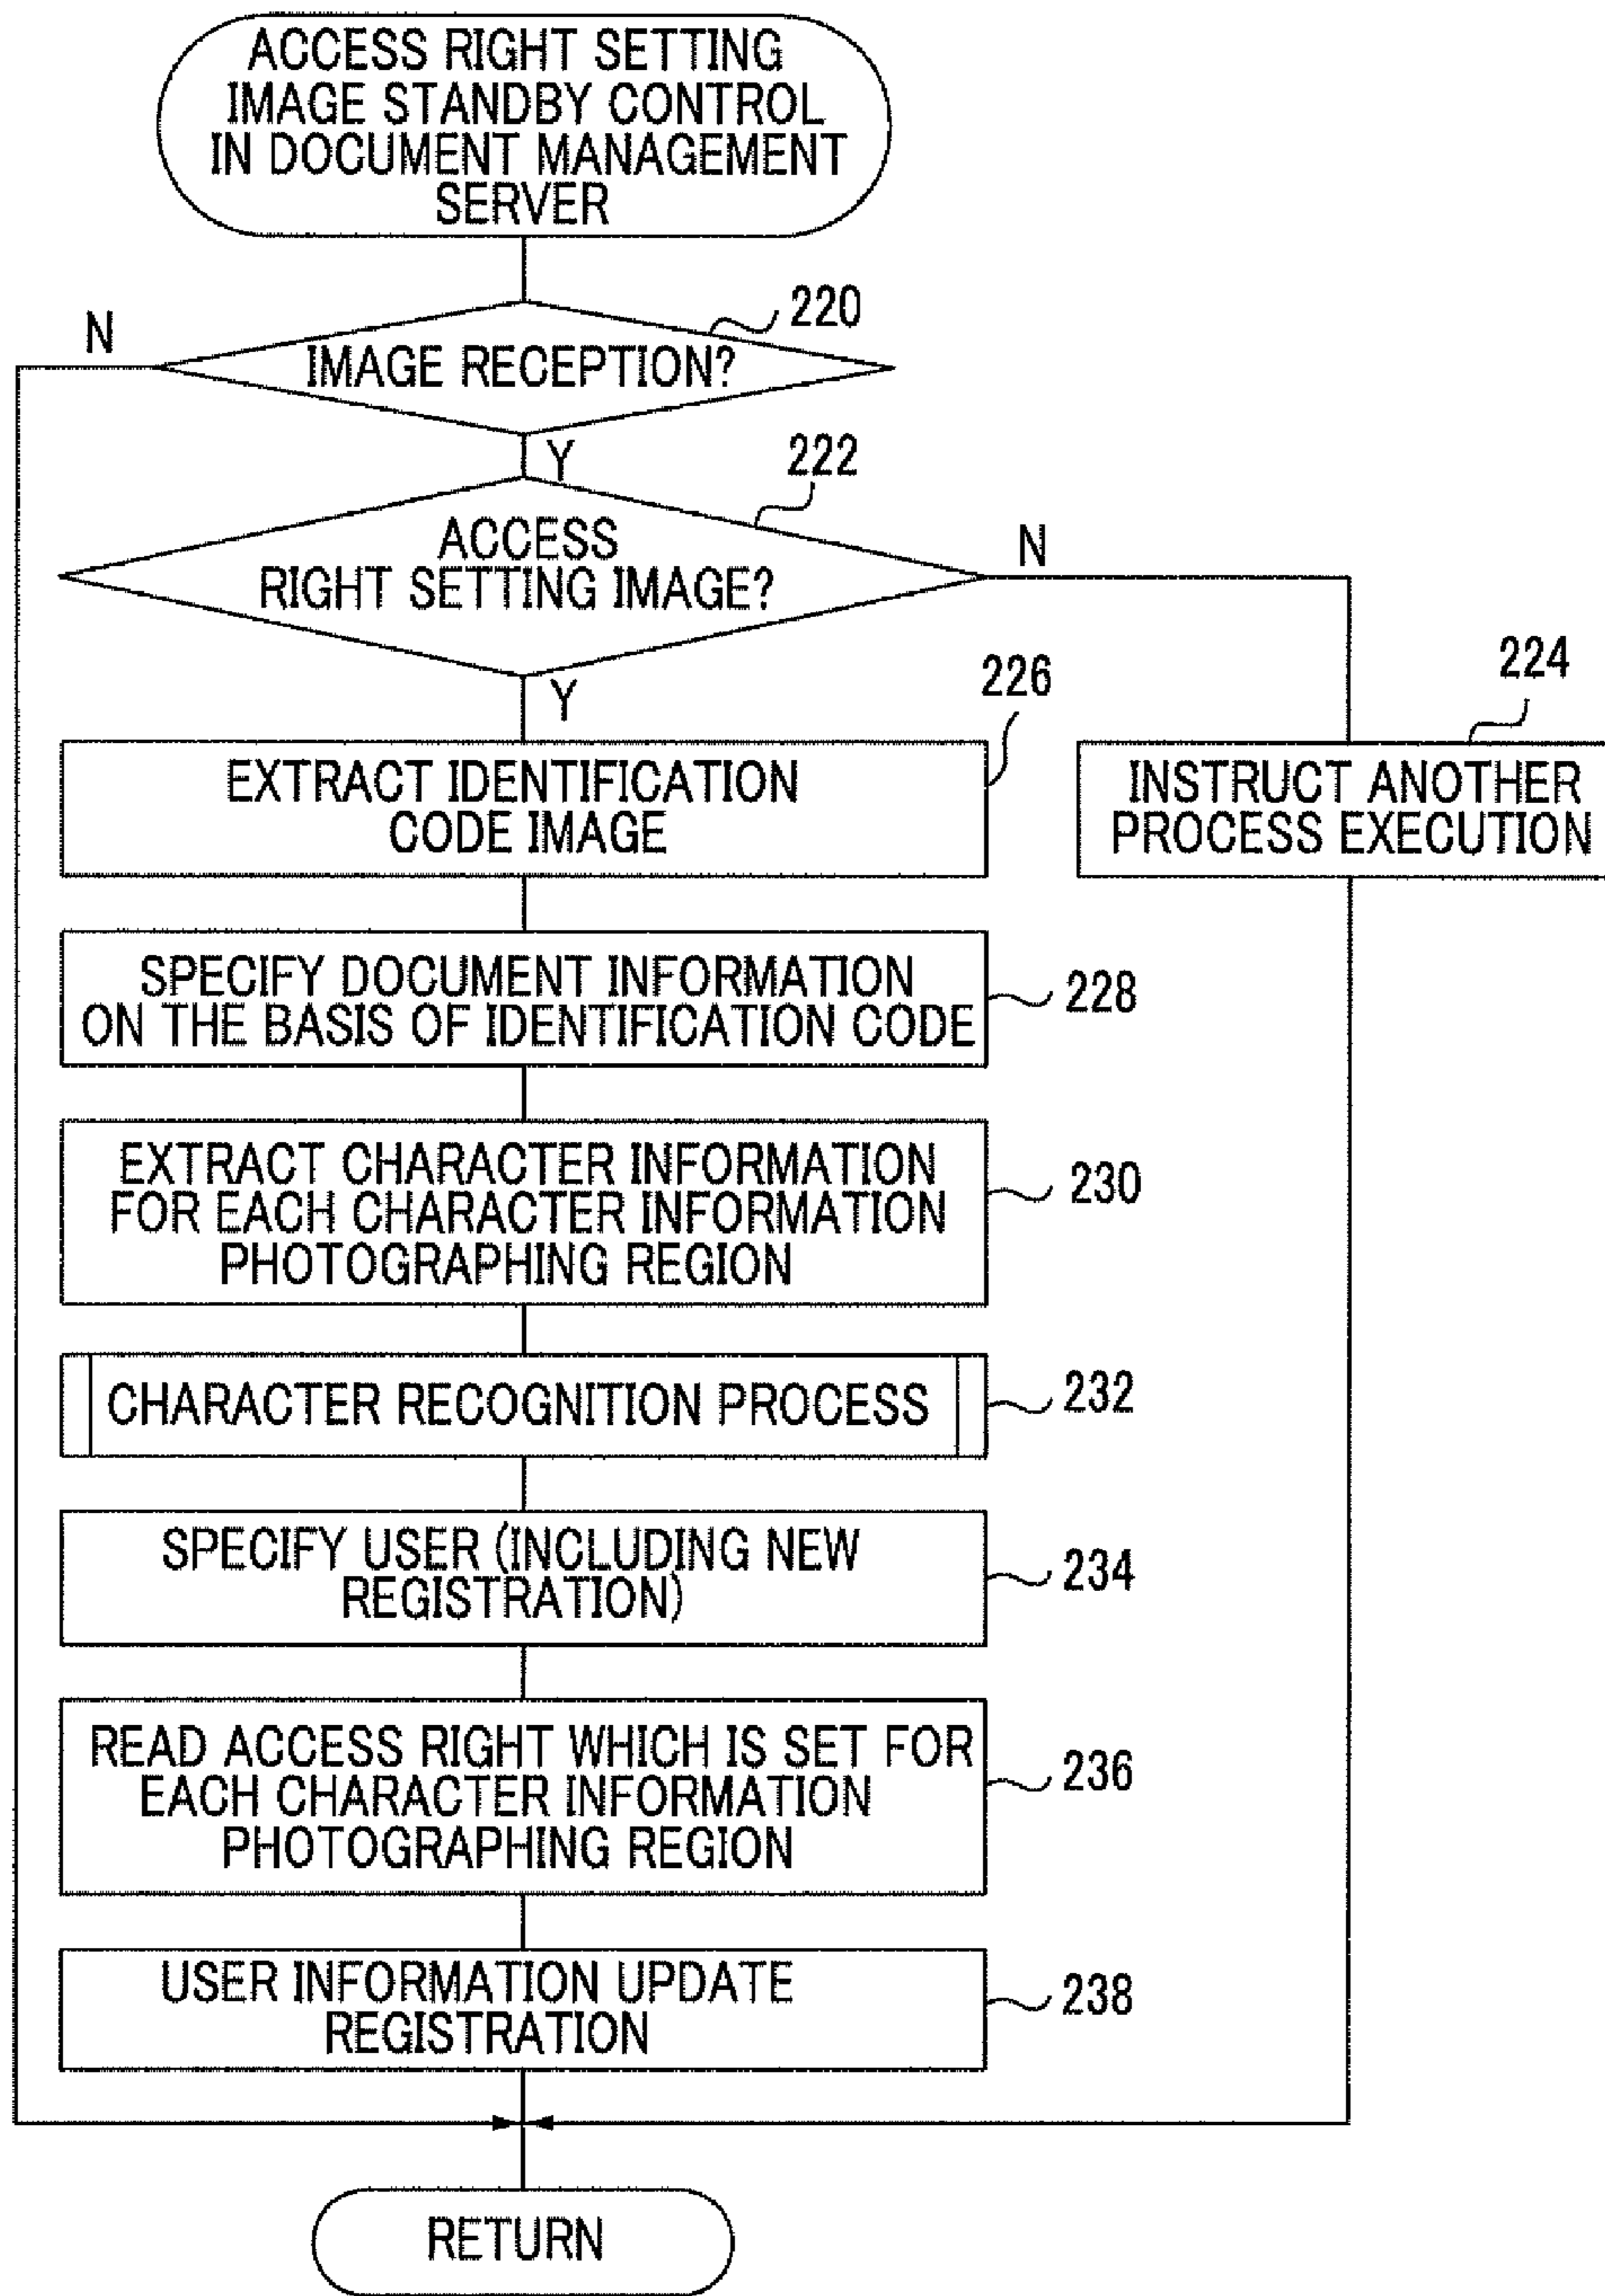 ACCESS RIGHT SETTING
IMAGE STANDBY CONTROL
IN DOCUMENT MANAGEMENT
SERVER
220
N
IMAGE RECEPTION?
Y
222
ACCESS
RIGHT SETTING IMAGE?
N
Y
226
224
EXTRACT IDENTIFICATION
CODE IMAGE
INSTRUCT ANOTHER
PROCESS EXECUTION
SPECIFY DOCUMENT INFORMATION
ON THE BASIS OF IDENTIFICATION CODE
228
EXTRACT CHARACTER INFORMATION
FOR EACH CHARACTER INFORMATION
PHOTOGRAPHING REGION
230
CHARACTER RECOGNITION PROCESS
232
SPECIFY USER (INCLUDING NEW
REGISTRATION)
234
READ ACCESS RIGHT WHICH IS SET FOR
EACH CHARACTER INFORMATION
PHOTOGRAPHING REGION
236
USER INFORMATION UPDATE
REGISTRATION
238
RETURN